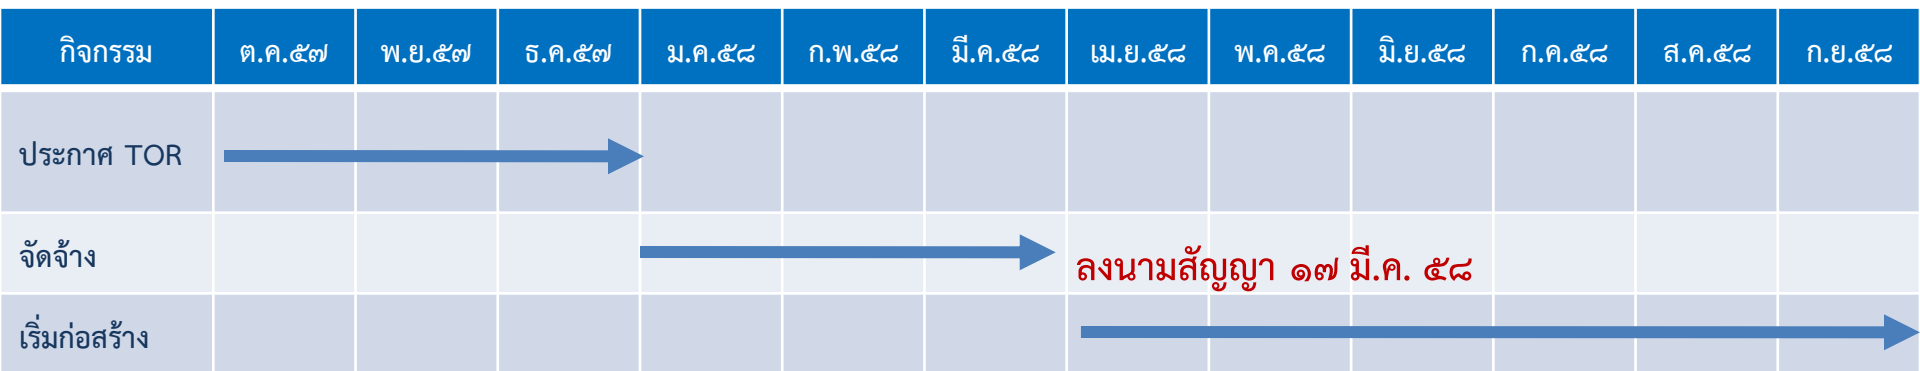 กิจกรรม ต.ค.๕๗ พ.ย.๕๗ ธ.ค.๕๗ ม.ค.๕๘ ก.พ.๕๘ มี.ค.๕๘ เม.ย.๕๘ พ.ค.๕๘ มิ.ย.๕๘ ก.ค.๕๘ ส.ค.๕๘ ก.ย.๕๘
ประกาศ TOR
จัดจ้าง
ลงนามสัญญา ๑๗ มี.ค. ๕๘
เริ่มก่อสร้าง